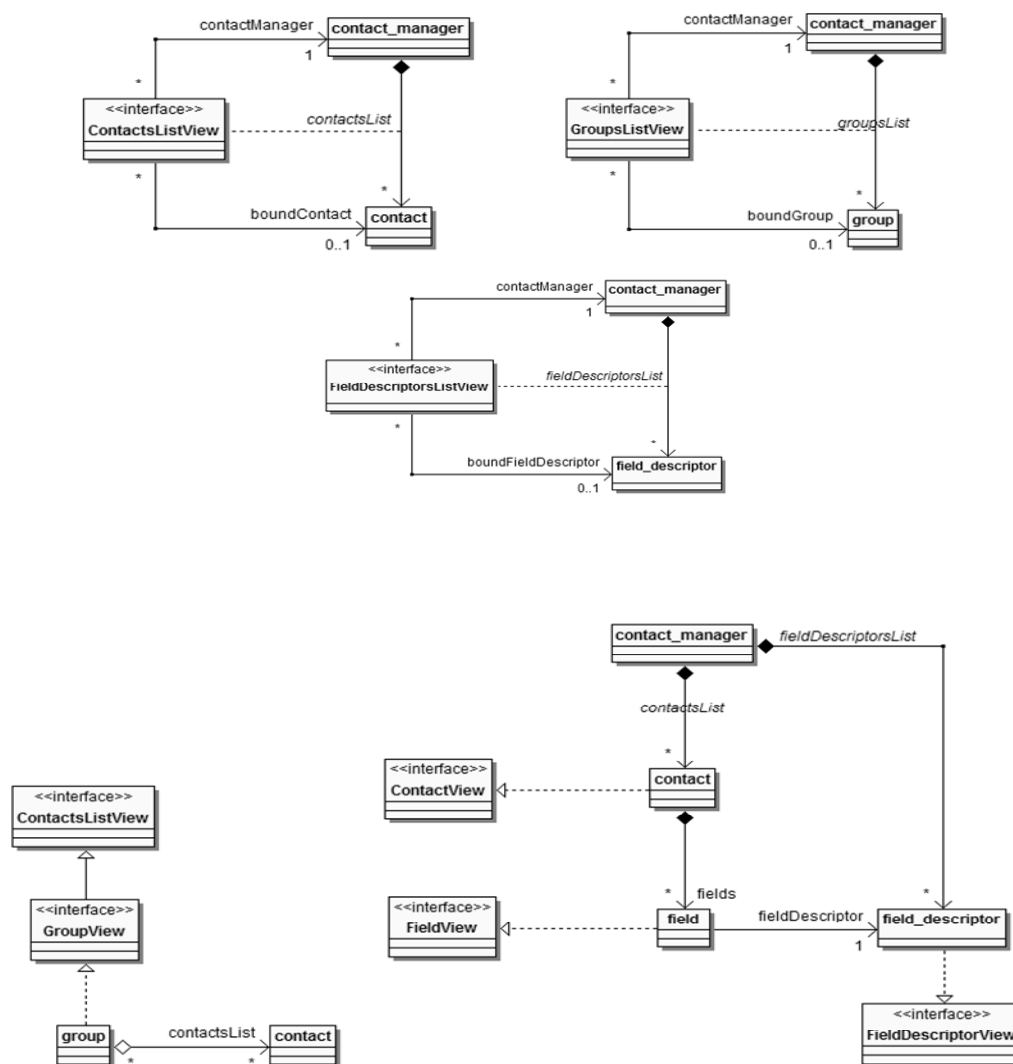 contactManager
contact_manager
1
*
<<interface>>
ContactsListView
contactsList
*
*
boundContact
contact
0..1
contactManager
contact_manager
1
*
<<interface>>
GroupsListView
groupsList
*
*
boundGroup
group
0..1
contactManager
contact_manager
1
*
<<interface>>
FieldDescriptorsListView
fieldDescriptorsList
*
*
boundFieldDescriptor
field_descriptor
0..1
<<interface>>
ContactsListView
<<interface>>
GroupView
group
contactsList
contact
*
*
contact_manager
fieldDescriptorsList
contactsList
*
<<interface>>
ContactView
contact
*
fields
*
<<interface>>
FieldView
field
fieldDescriptor
1
field_descriptor
<<interface>>
FieldDescriptorView